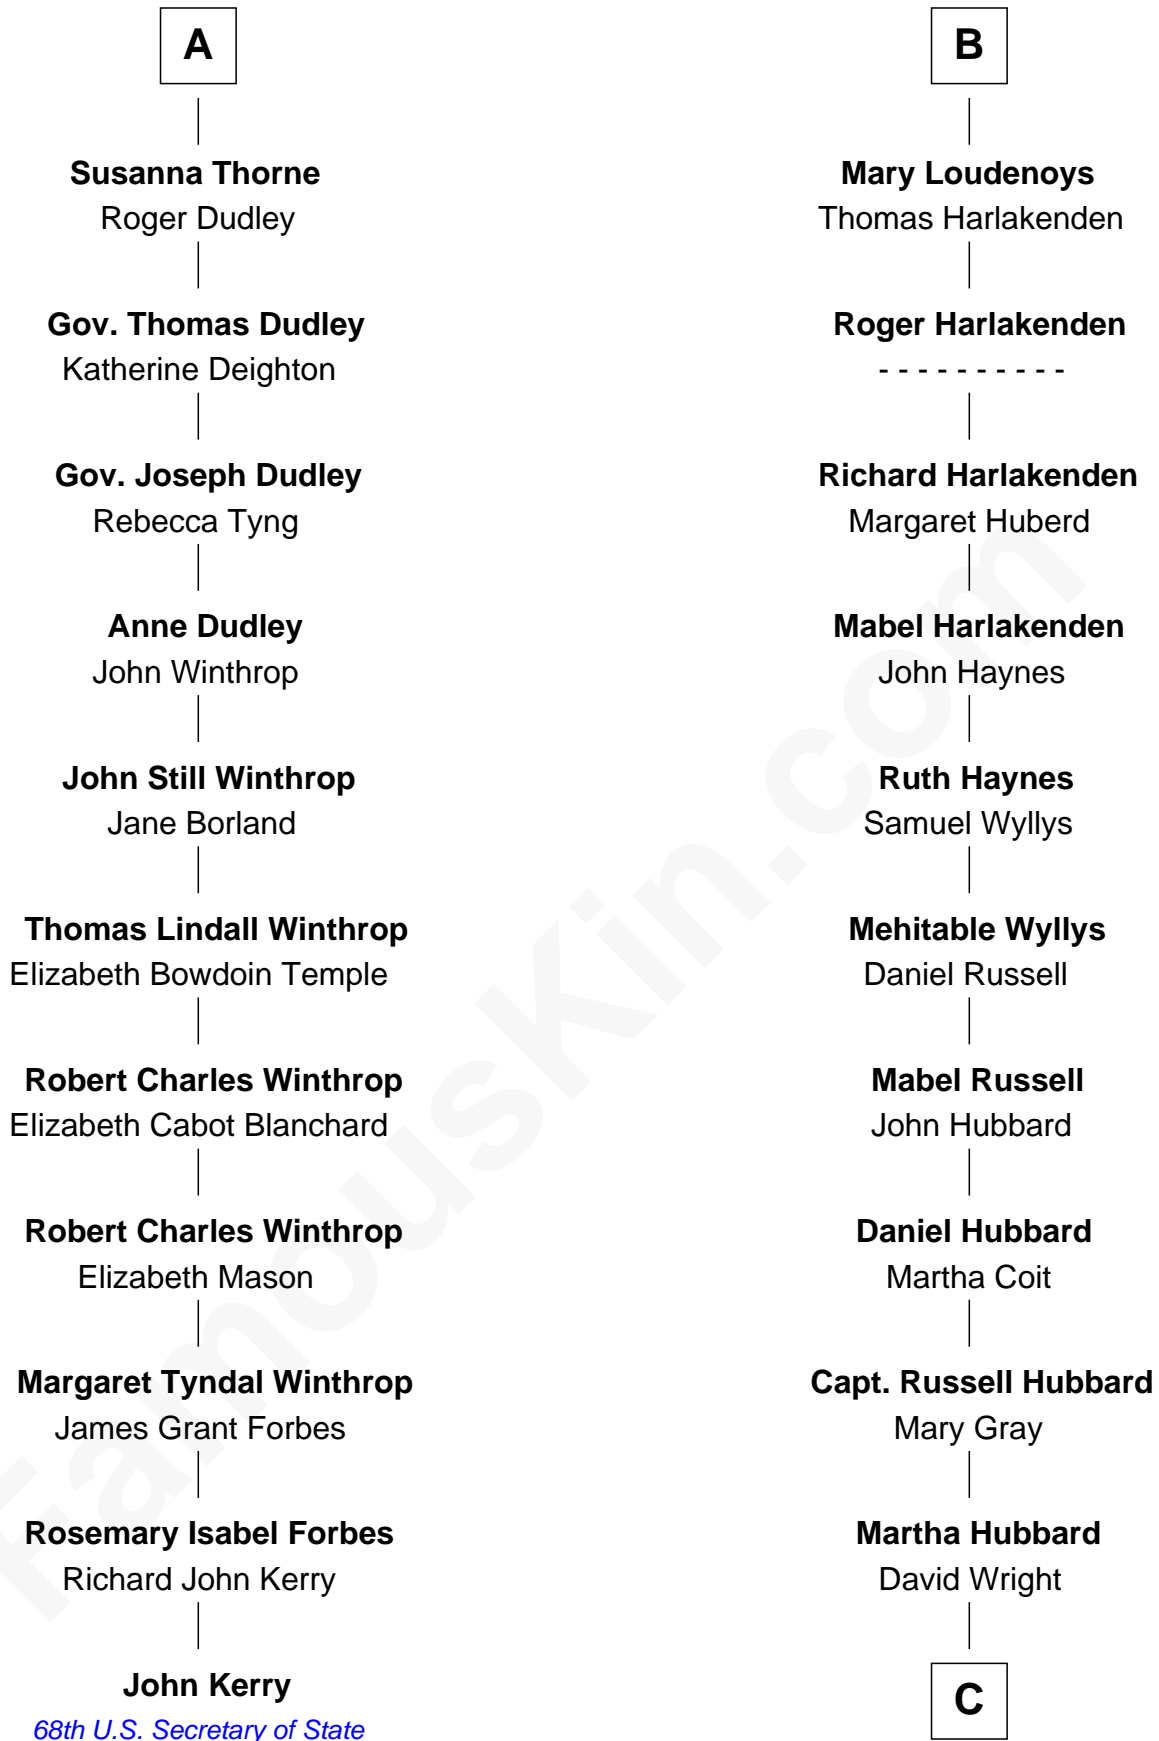 A
Susanna Thorne
Roger Dudley
Gov. Thomas Dudley
Katherine Deighton
Gov. Joseph Dudley
Rebecca Tyng
Anne Dudley
John Winthrop
John Still Winthrop
Jane Borland
Thomas Lindall Winthrop
Elizabeth Bowdoin Temple
Robert Charles Winthrop
Elizabeth Cabot Blanchard
Robert Charles Winthrop
Elizabeth Mason
Margaret Tyndal Winthrop
James Grant Forbes
Rosemary Isabel Forbes
Richard John Kerry
John Kerry
68th U.S. Secretary of State
B
Mary Loudenoys
Thomas Harlakenden
Roger Harlakenden
- - - - - - - - - -
Richard Harlakenden
Margaret Huberd
Mabel Harlakenden
John Haynes
Ruth Haynes
Samuel Wyllys
Mehitable Wyllys
Daniel Russell
Mabel Russell
John Hubbard
Daniel Hubbard
Martha Coit
Capt. Russell Hubbard
Mary Gray
Martha Hubbard
David Wright
C
FamousKin.com